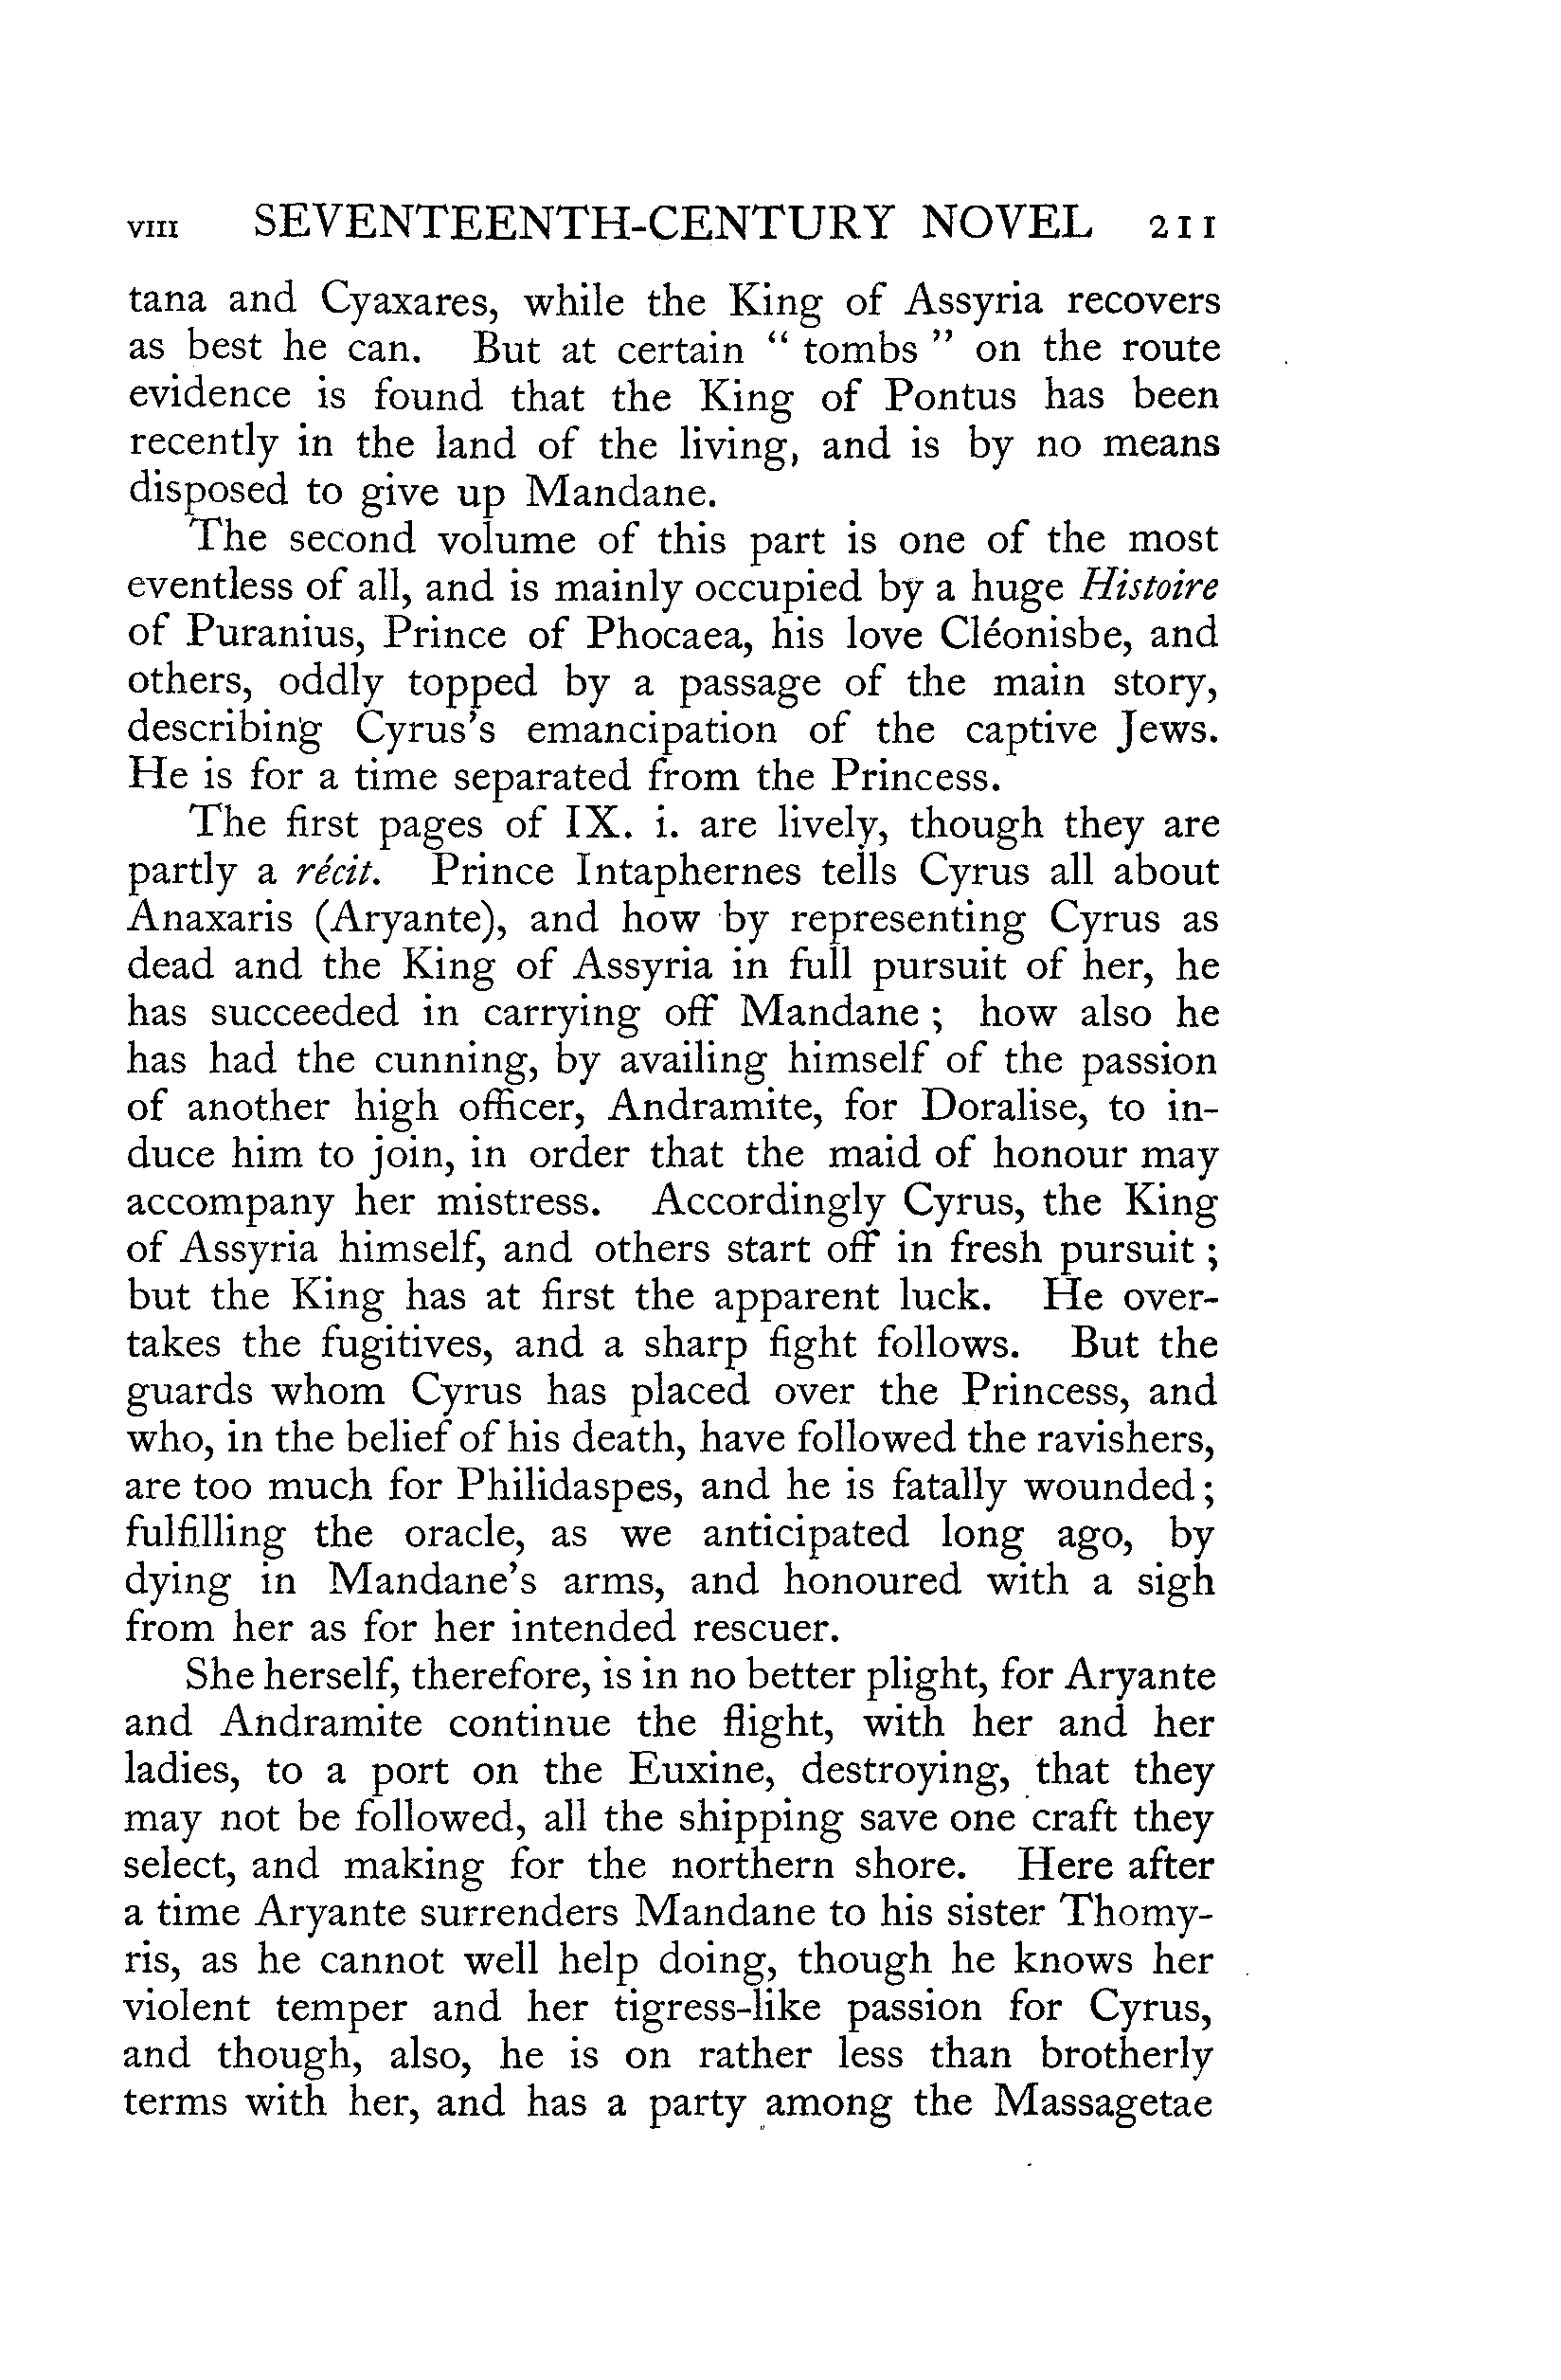 VIII SEVENTEENTH-CENTURY NOVEL 211
tana and Cyaxares, while the King of Assyria recovers
as best he can. But at certain “ tombs ” on the route
evidence is found that the King of Pontus has been
recently in the land of the living, and is by no means
disposed to give up Mandane.
The second volume of this part is one of the most
eventless of all, and is mainly occupied by a huge Histoire
of Puranius, Prince of Phocaea, his love Cléonisbe, and
others, oddly topped by a passage of the main story,
describing Cyrus’s emancipation of the captive Jews.
He is for a time separated from the Princess.
The first pages of IX. i. are lively, though they are
partly a récit. Prince Intaphernes tells Cyrus all about
Anaxaris (Aryante), and how by representing Cyrus as
dead and the King of Assyria in full pursuit of her, he
has succeeded in carrying off Mandane ; how also he
has had the cunning, by availing himself of the passion
of another high officer, Andramite, for Doralise, to in-
duce him to join, in order that the maid of honour may
accompany her mistress. Accordingly Cyrus, the King
of Assyria himself, and others start off in fresh pursuit ;
but the King has at first the apparent luck. He over-
takes the fugitives, and a sharp fight follows. But the
guards whom Cyrus has placed over the Princess, and
who, in the belief of his death, have followed the ravishers,
are too much for Philidaspes, and he is fatally wounded ;
fulfilling the oracle, as we anticipated long ago, by
dying in Mandane’s arms, and honoured with a sigh
from her as for her intended rescuer.
She herself, therefore, is in no better plight, for Aryante
and Andramite continue the flight, with her and her
ladies, to a port on the Euxine, destroying, that they
may not be followed, all the shipping save one craft they
select, and making for the northern shore. Here after
a time Aryante surrenders Mandane to his sister Thomy-
ris, as he cannot well help doing, though he knows her
violent temper and her tigress-like passion for Cyrus,
and though, also, he is on rather less than brotherly
terms with her, and has a party among the Massagetae